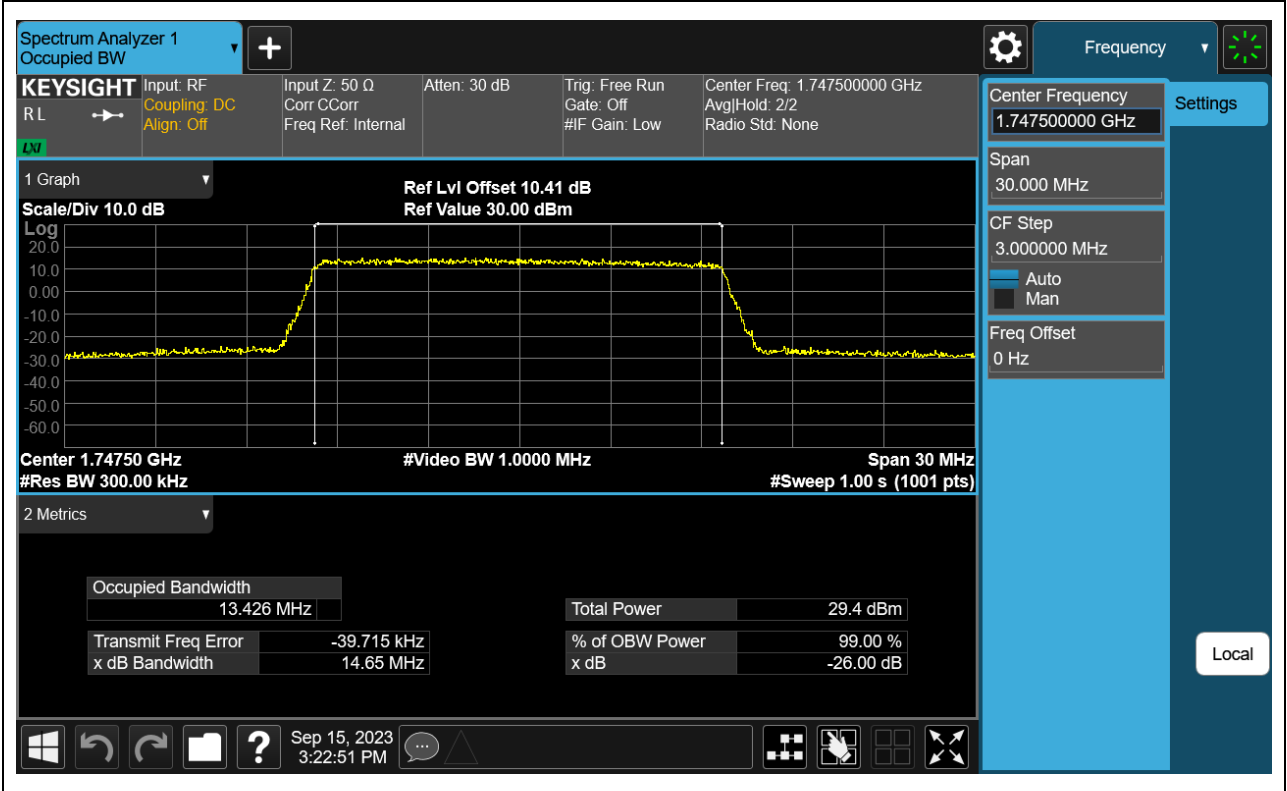 Spectrum Analyzer 1
Occupied BW
+
Frequency
KEYSIGHT
R L
LXI
Input: RF
Coupling: DC
Align: Off
Input Z: 50 Ω
Corr CCorr
Freq Ref: Internal
Atten: 30 dB
Trig: Free Run
Gate: Off
#IF Gain: Low
Center Freq: 1.747500000 GHz
Avg|Hold: 2/2
Radio Std: None
Center Frequency
1.747500000 GHz
Settings
Span
30.000 MHz
CF Step
3.000000 MHz
Auto
Man
Freq Offset
0 Hz
Local
1 Graph
Scale/Div 10.0 dB
Ref Lvl Offset 10.41 dB
Ref Value 30.00 dBm
Log
20.0
10.0
0.00
-10.0
-20.0
-30.0
-40.0
-50.0
-60.0
Center 1.74750 GHz
#Video BW 1.0000 MHz
Span 30 MHz
#Res BW 300.00 kHz
#Sweep 1.00 s (1001 pts)
2 Metrics
Occupied Bandwidth
13.426 MHz
Total Power 29.4 dBm
Transmit Freq Error -39.715 kHz
% of OBW Power 99.00 %
x dB Bandwidth 14.65 MHz
x dB -26.00 dB
?
Sep 15, 2023
3:22:51 PM